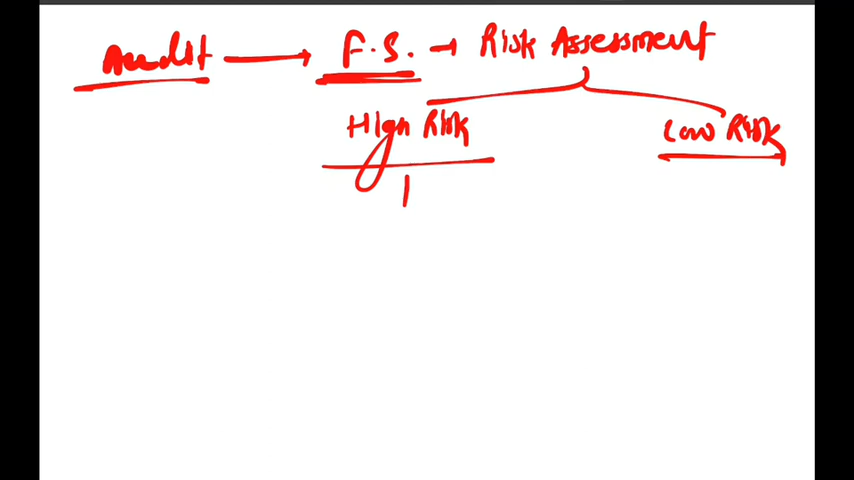 Audit → F.S. → Risk Assessment
High Risk
Low Risk